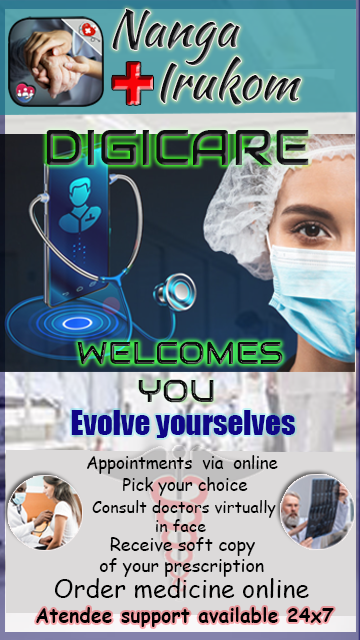 Nanga
Irukom
DIGICARE
WELCOMES
YOU
Evolve yourselves
Appointments via online
Pick your choice
Consult doctors virtually
in face
Receive soft copy
of your prescription
Order medicine online
Atendee support available 24x7